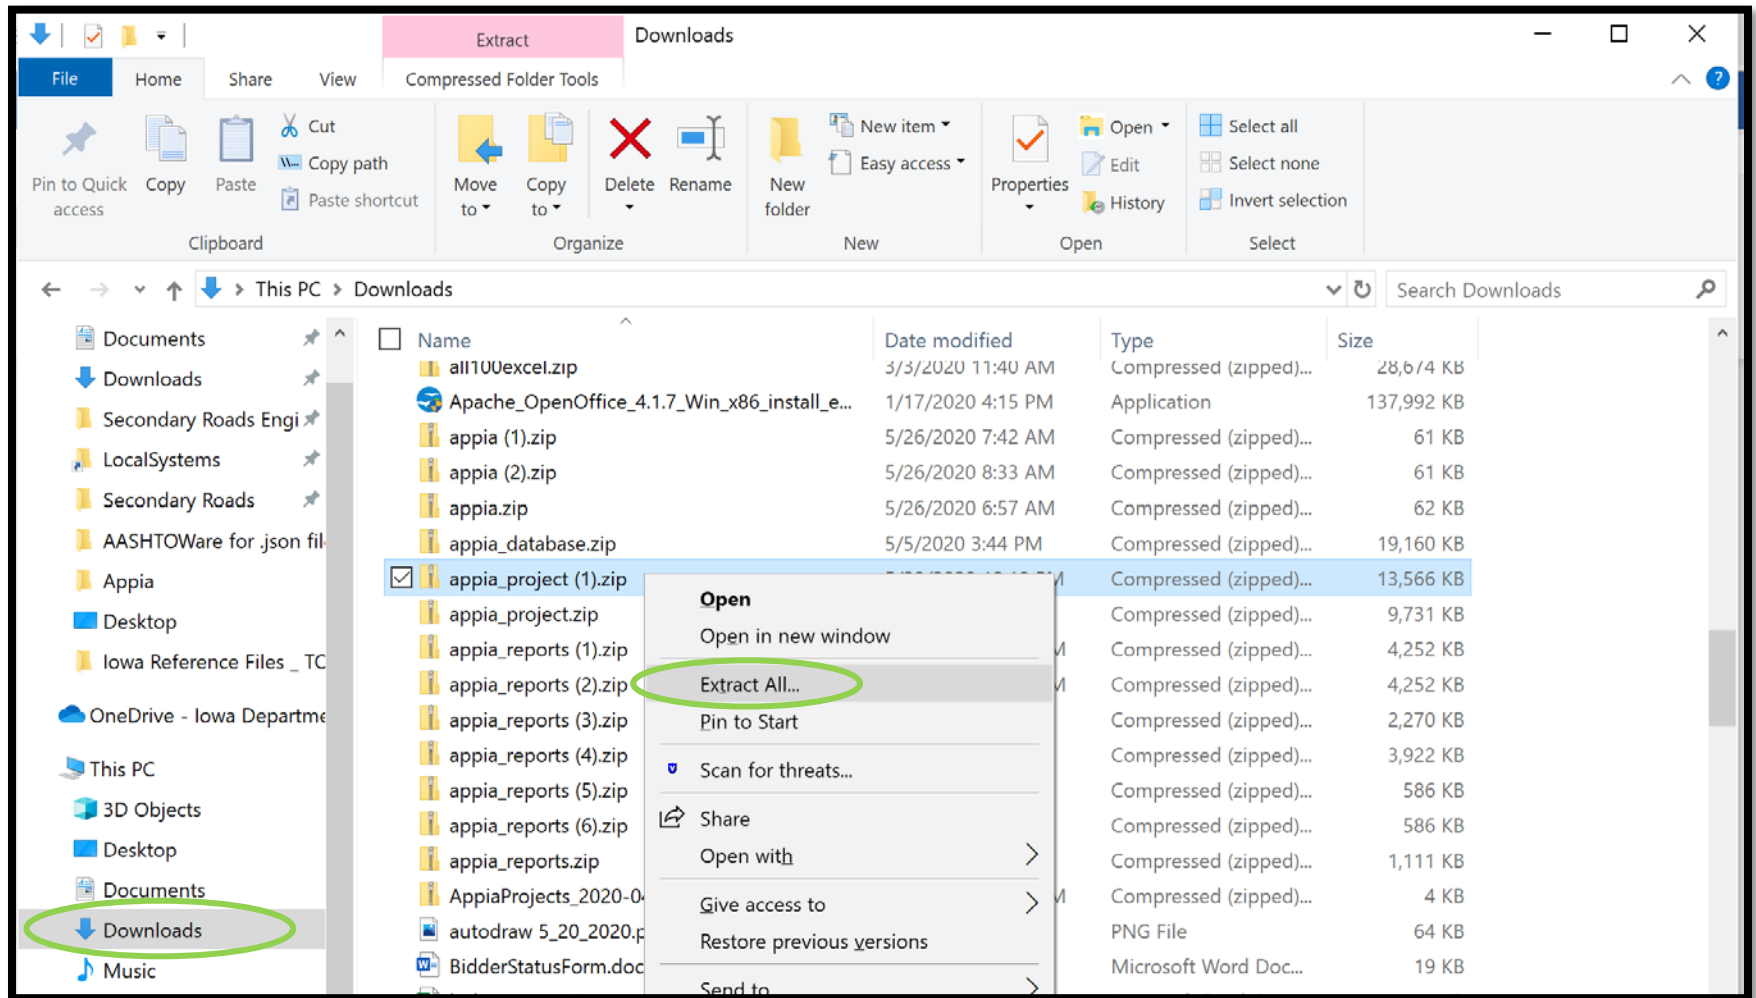 Extract
Downloads
File
Home
Share
View
Compressed Folder Tools
Pin to Quick
access
Copy
Paste
Cut
Copy path
Paste shortcut
Clipboard
Move
to
Copy
to
Delete
Rename
Organize
New
folder
New item
Easy access
New
Properties
Open
Edit
History
Open
Select all
Select none
Invert selection
Select
This PC > Downloads
Search Downloads
Documents
Downloads
Secondary Roads Engi
LocalSystems
Secondary Roads
AASHTOWare for .json fil
Appia
Desktop
Iowa Reference Files _ TC
OneDrive - Iowa Departme
This PC
3D Objects
Desktop
Documents
Downloads
Music
Name Date modified Type Size
all100excel.zip 3/3/2020 11:40 AM Compressed (zipped)... 28,674 KB
Apache_OpenOffice_4.1.7_Win_x86_install_e... 1/17/2020 4:15 PM Application 137,992 KB
appia (1).zip 5/26/2020 7:42 AM Compressed (zipped)... 61 KB
appia (2).zip 5/26/2020 8:33 AM Compressed (zipped)... 61 KB
appia.zip 5/26/2020 6:57 AM Compressed (zipped)... 62 KB
appia_database.zip 5/5/2020 3:44 PM Compressed (zipped)... 19,160 KB
appia_project (1).zip Compressed (zipped)... 13,566 KB
appia_project.zip Compressed (zipped)... 9,731 KB
appia_reports (1).zip Compressed (zipped)... 4,252 KB
appia_reports (2).zip Compressed (zipped)... 4,252 KB
appia_reports (3).zip Compressed (zipped)... 2,270 KB
appia_reports (4).zip Compressed (zipped)... 3,922 KB
appia_reports (5).zip Compressed (zipped)... 586 KB
appia_reports (6).zip Compressed (zipped)... 586 KB
appia_reports.zip Compressed (zipped)... 1,111 KB
AppiaProjects_2020-04 Compressed (zipped)... 4 KB
autodraw 5_20_2020.p PNG File 64 KB
BidderStatusForm.doc Microsoft Word Doc... 19 KB
Open
Open in new window
Extract All...
Pin to Start
Scan for threats...
Share
Open with
Give access to
Restore previous versions
Send to